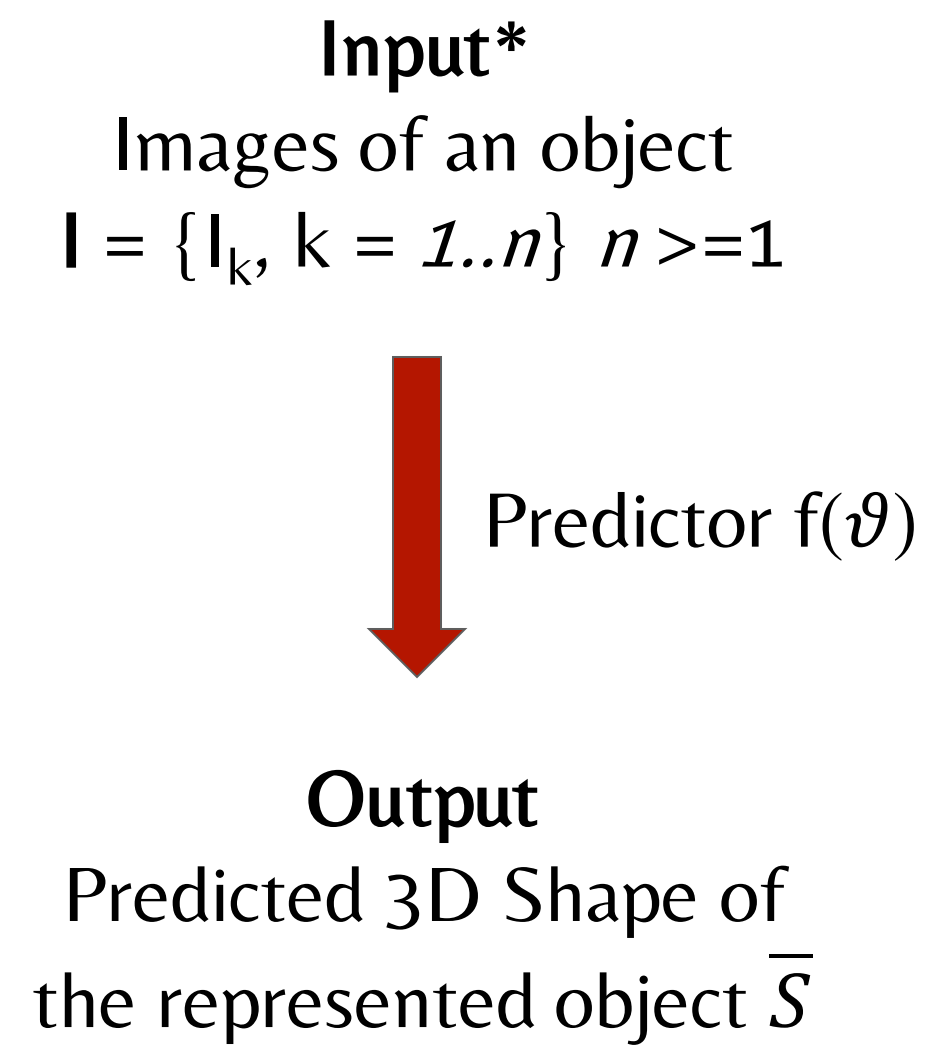 Input*
Images of an object
I = {Iₖ, k = 1..n} n >=1
Predictor f(ϑ)
Output
Predicted 3D Shape of
the represented object S̅